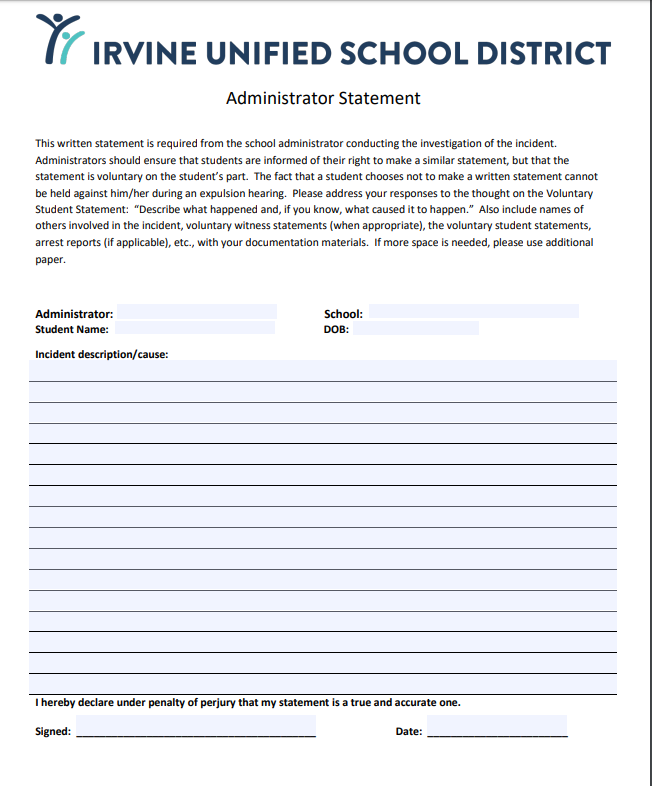 IRVINE UNIFIED SCHOOL DISTRICT
Administrator Statement
This written statement is required from the school administrator conducting the investigation of the incident.
Administrators should ensure that students are informed of their right to make a similar statement, but that the
statement is voluntary on the student's part.  The fact that a student chooses not to make a written statement cannot
be held against him/her during an expulsion hearing.  Please address your responses to the thought on the Voluntary
Student Statement:  "Describe what happened and, if you know, what caused it to happen."  Also include names of
others involved in the incident, voluntary witness statements (when appropriate), the voluntary student statements,
arrest reports (if applicable), etc., with your documentation materials.  If more space is needed, please use additional
paper.
Administrator: School:
Student Name: DOB:
Incident description/cause:
I hereby declare under penalty of perjury that my statement is a true and accurate one.
Signed: Date: